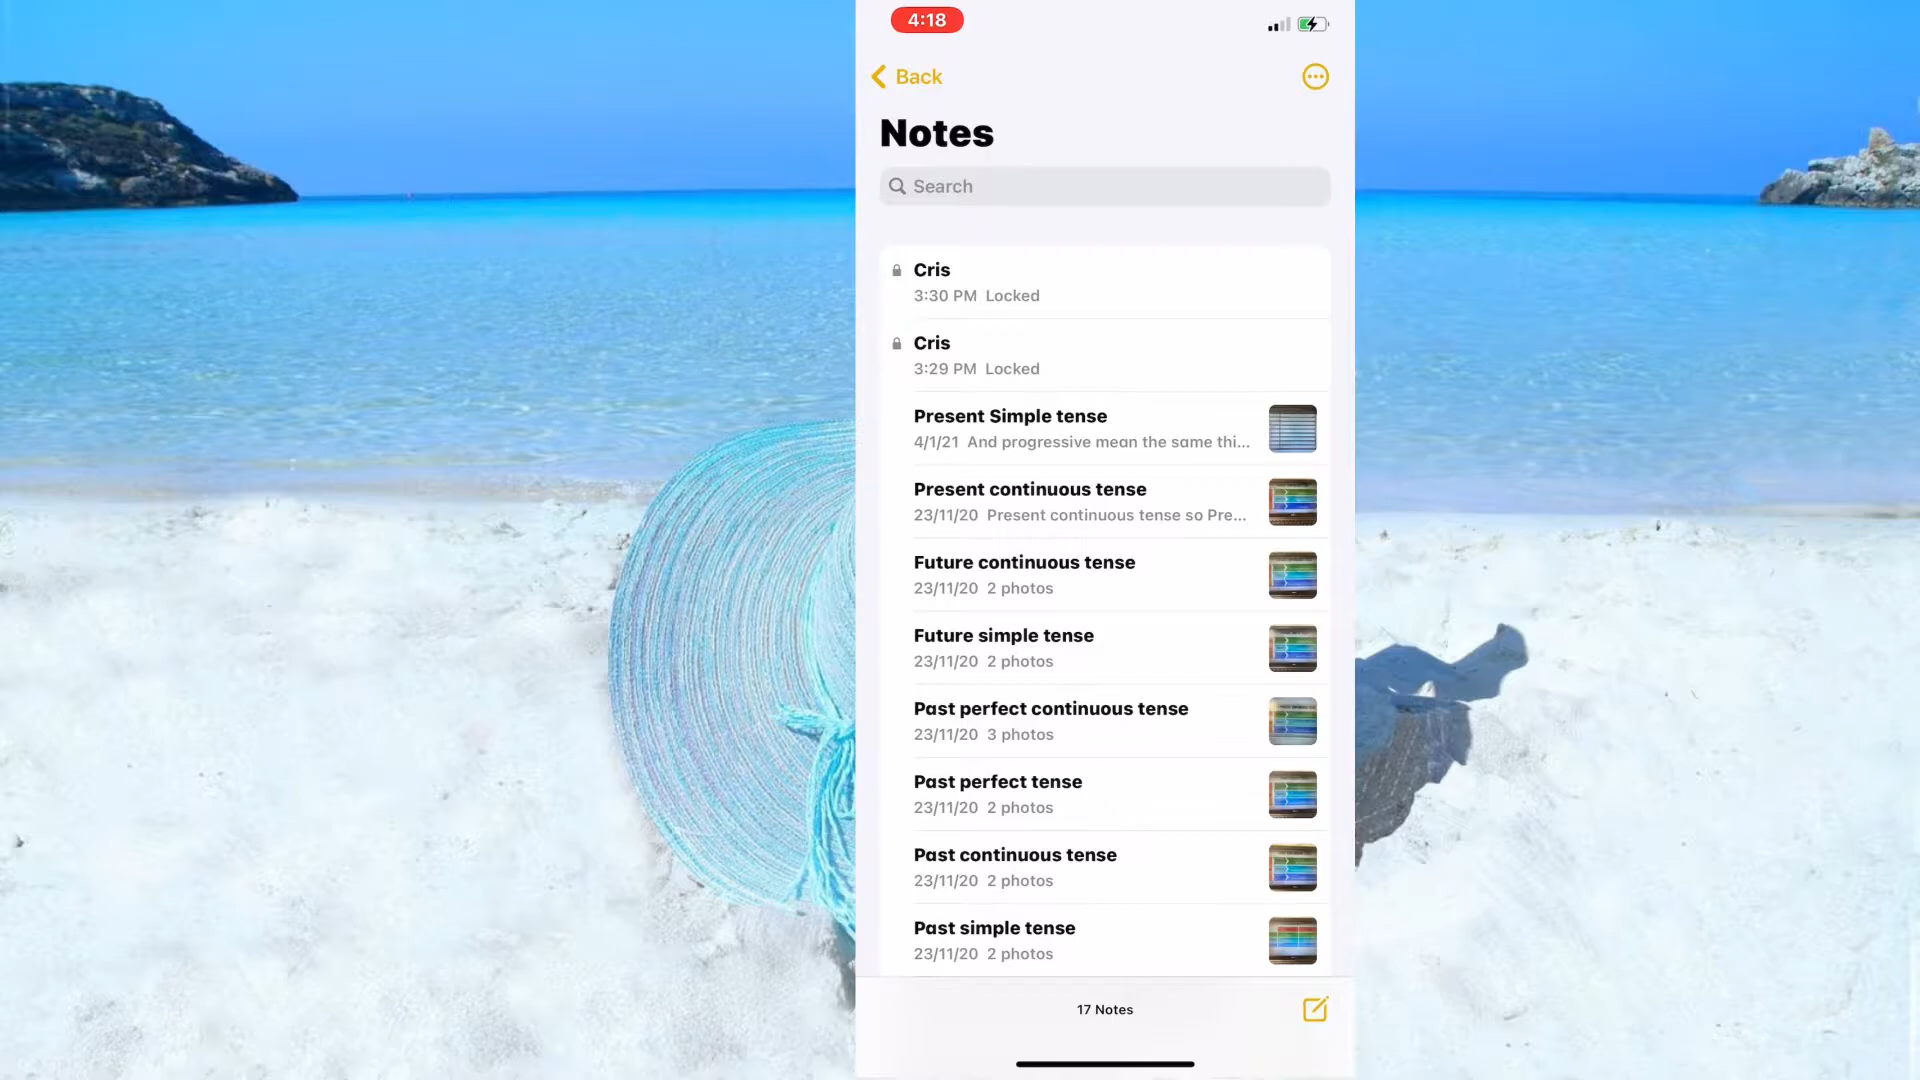 4:18
Back
Notes
Search
Cris
3:30 PM Locked
Cris
3:29 PM Locked
Present Simple tense
4/1/21 And progressive mean the same thi...
Present continuous tense
23/11/20 Present continuous tense so Pre...
Future continuous tense
23/11/20 2 photos
Future simple tense
23/11/20 2 photos
Past perfect continuous tense
23/11/20 3 photos
Past perfect tense
23/11/20 2 photos
Past continuous tense
23/11/20 2 photos
Past simple tense
23/11/20 2 photos
17 Notes